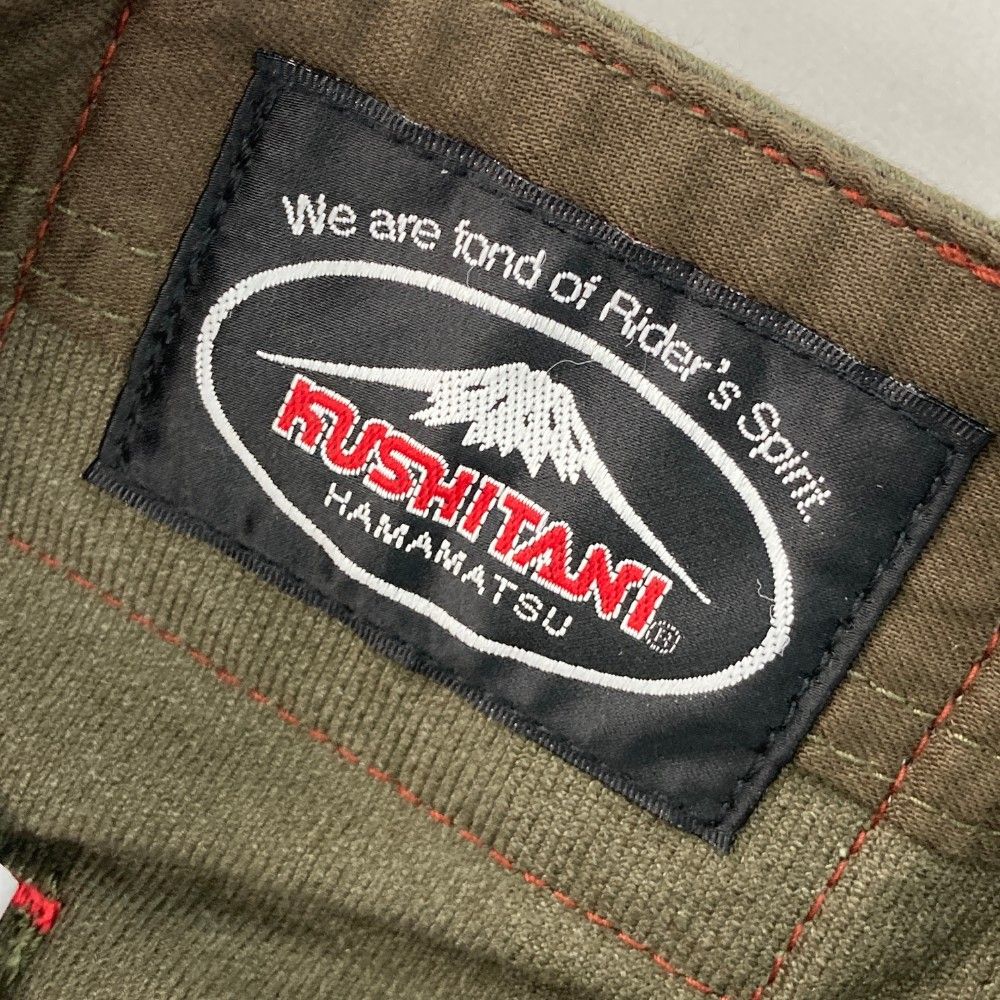 We are fond of Rider's Spirit.
KUSHITANI®
HAMAMATSU